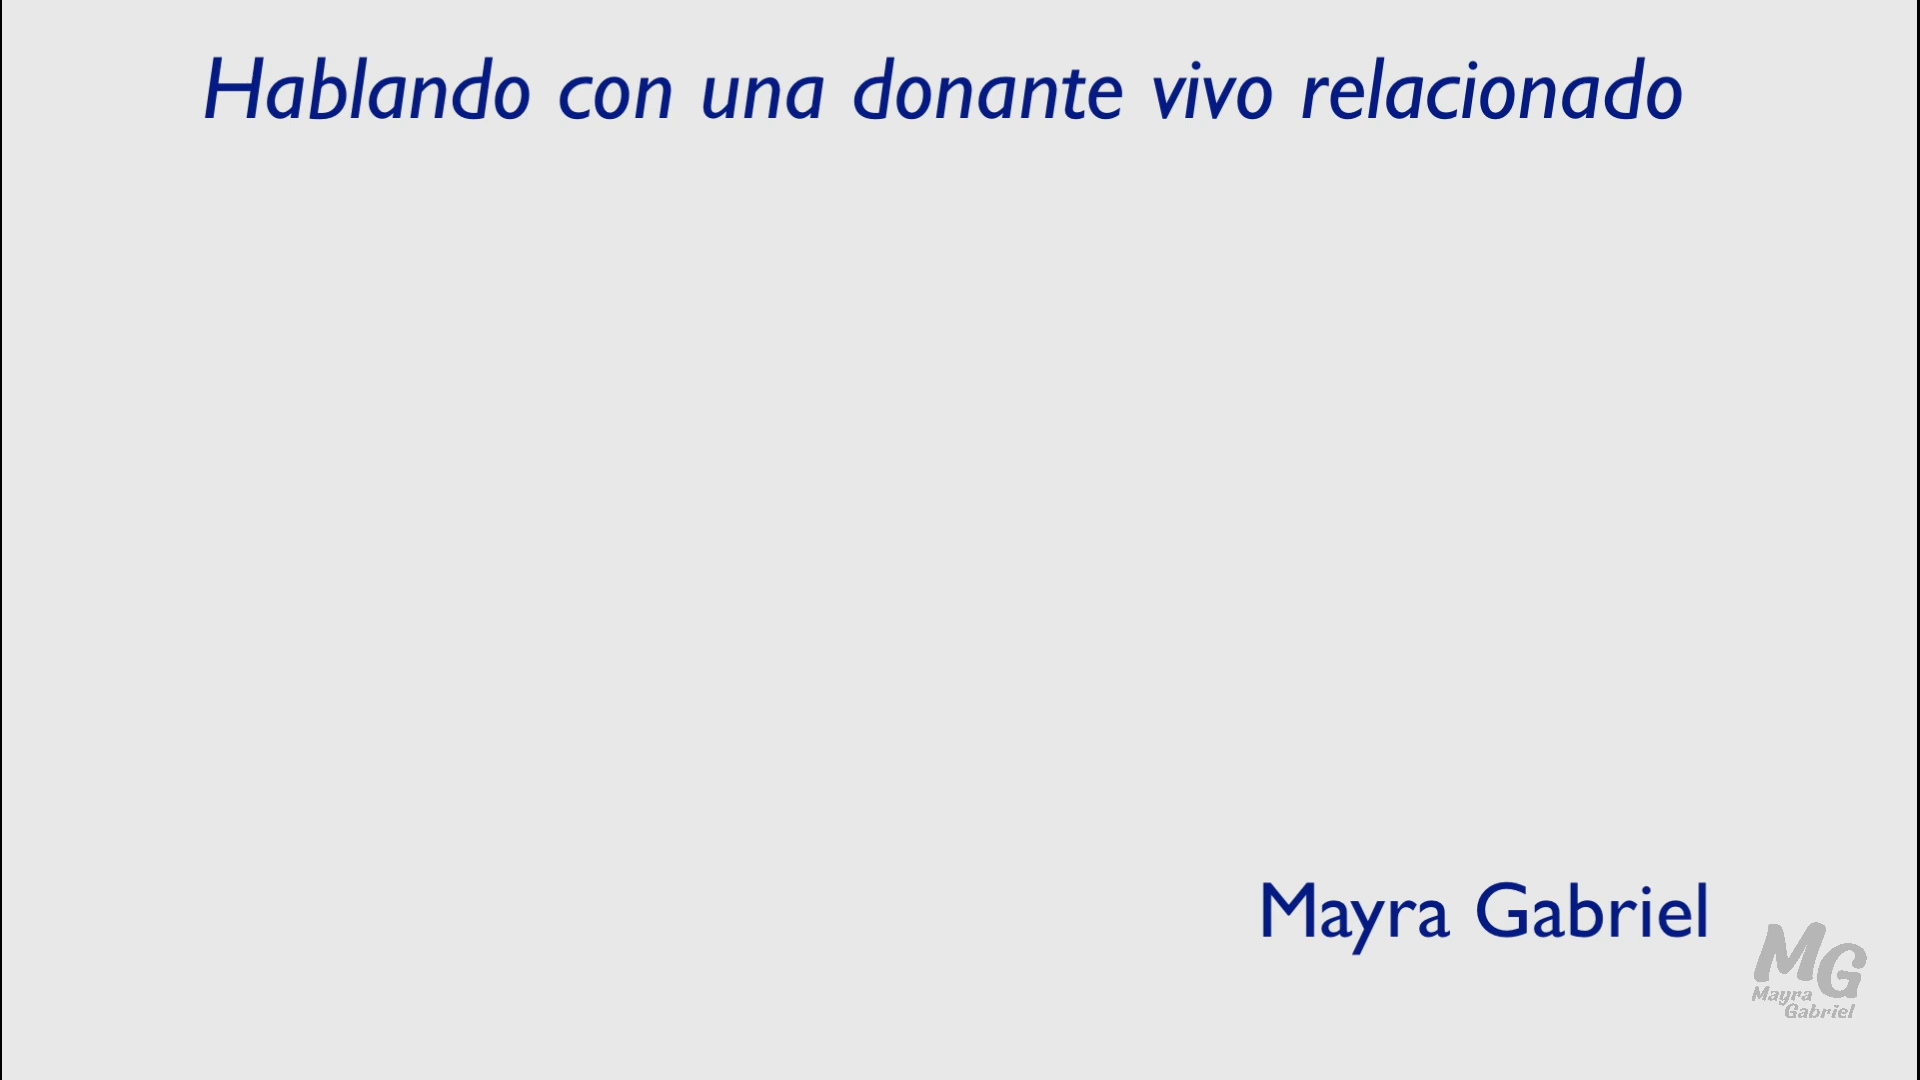 Hablando con una donante vivo relacionado
Mayra Gabriel
MG
Mayra
Gabriel